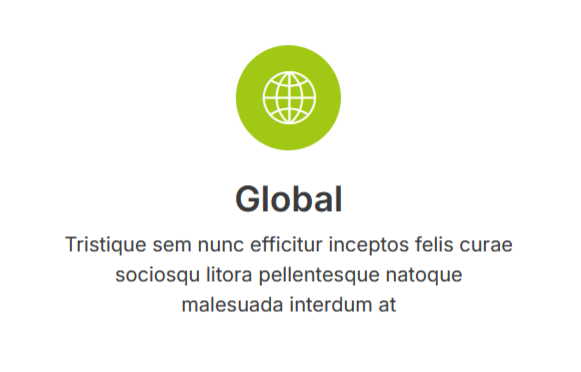 Global
Tristique sem nunc efficitur inceptos felis curae
sociosqu litora pellentesque natoque
malesuada interdum at